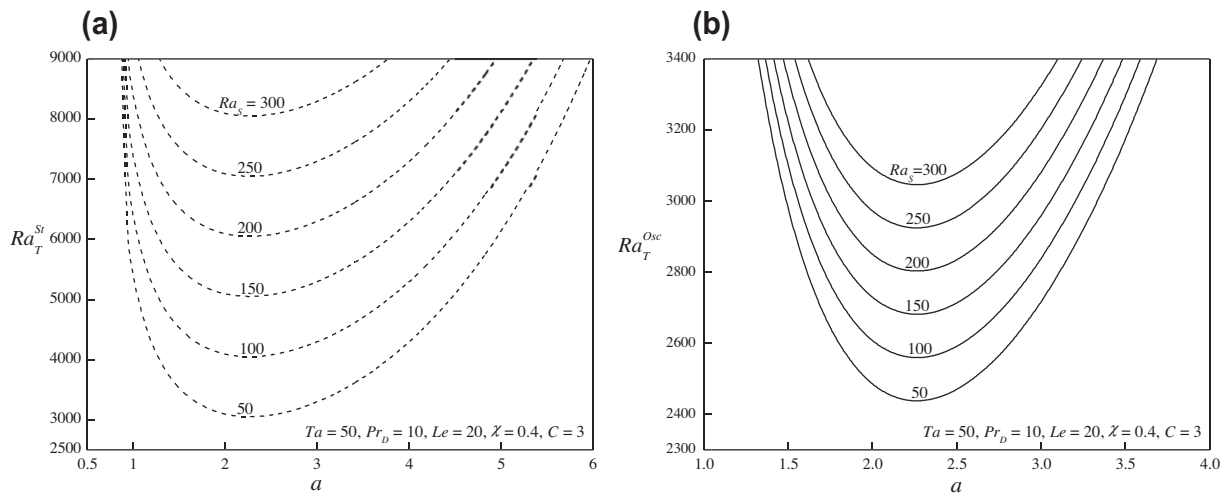 (a)
9000
8000
7000
6000
5000
4000
3000
2500
Ra_T^{St}
Ra_S = 300
250
200
150
100
50
Ta = 50, Pr_D = 10, Le = 20, χ = 0.4, C = 3
0.5 1 2 3 4 5 6
a
(b)
3400
3200
3000
2800
2600
2400
2300
Ra_T^{Osc}
Ra_S=300
250
200
150
100
50
Ta = 50, Pr_D = 10, Le = 20, χ = 0.4, C = 3
1.0 1.5 2.0 2.5 3.0 3.5 4.0
a